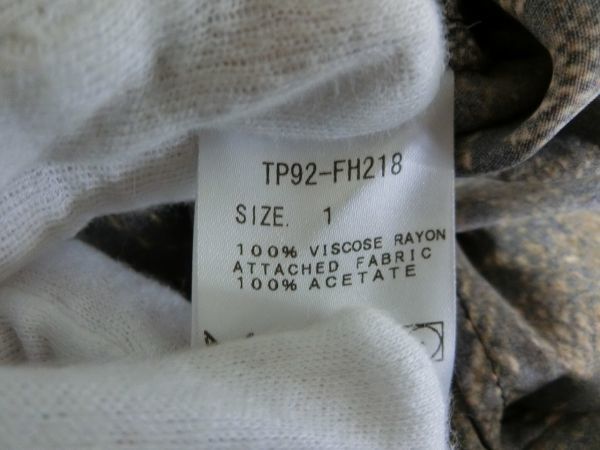 TP92-FH218
SIZE. 1
100% VISCOSE RAYON
ATTACHED FABRIC
100% ACETATE